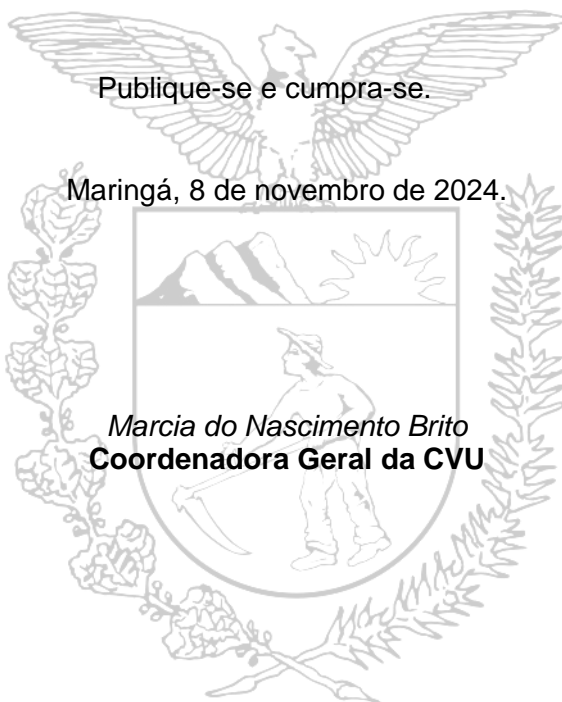 Publique-se e cumpra-se.
Maringá, 8 de novembro de 2024.
Marcia do Nascimento Brito
Coordenadora Geral da CVU